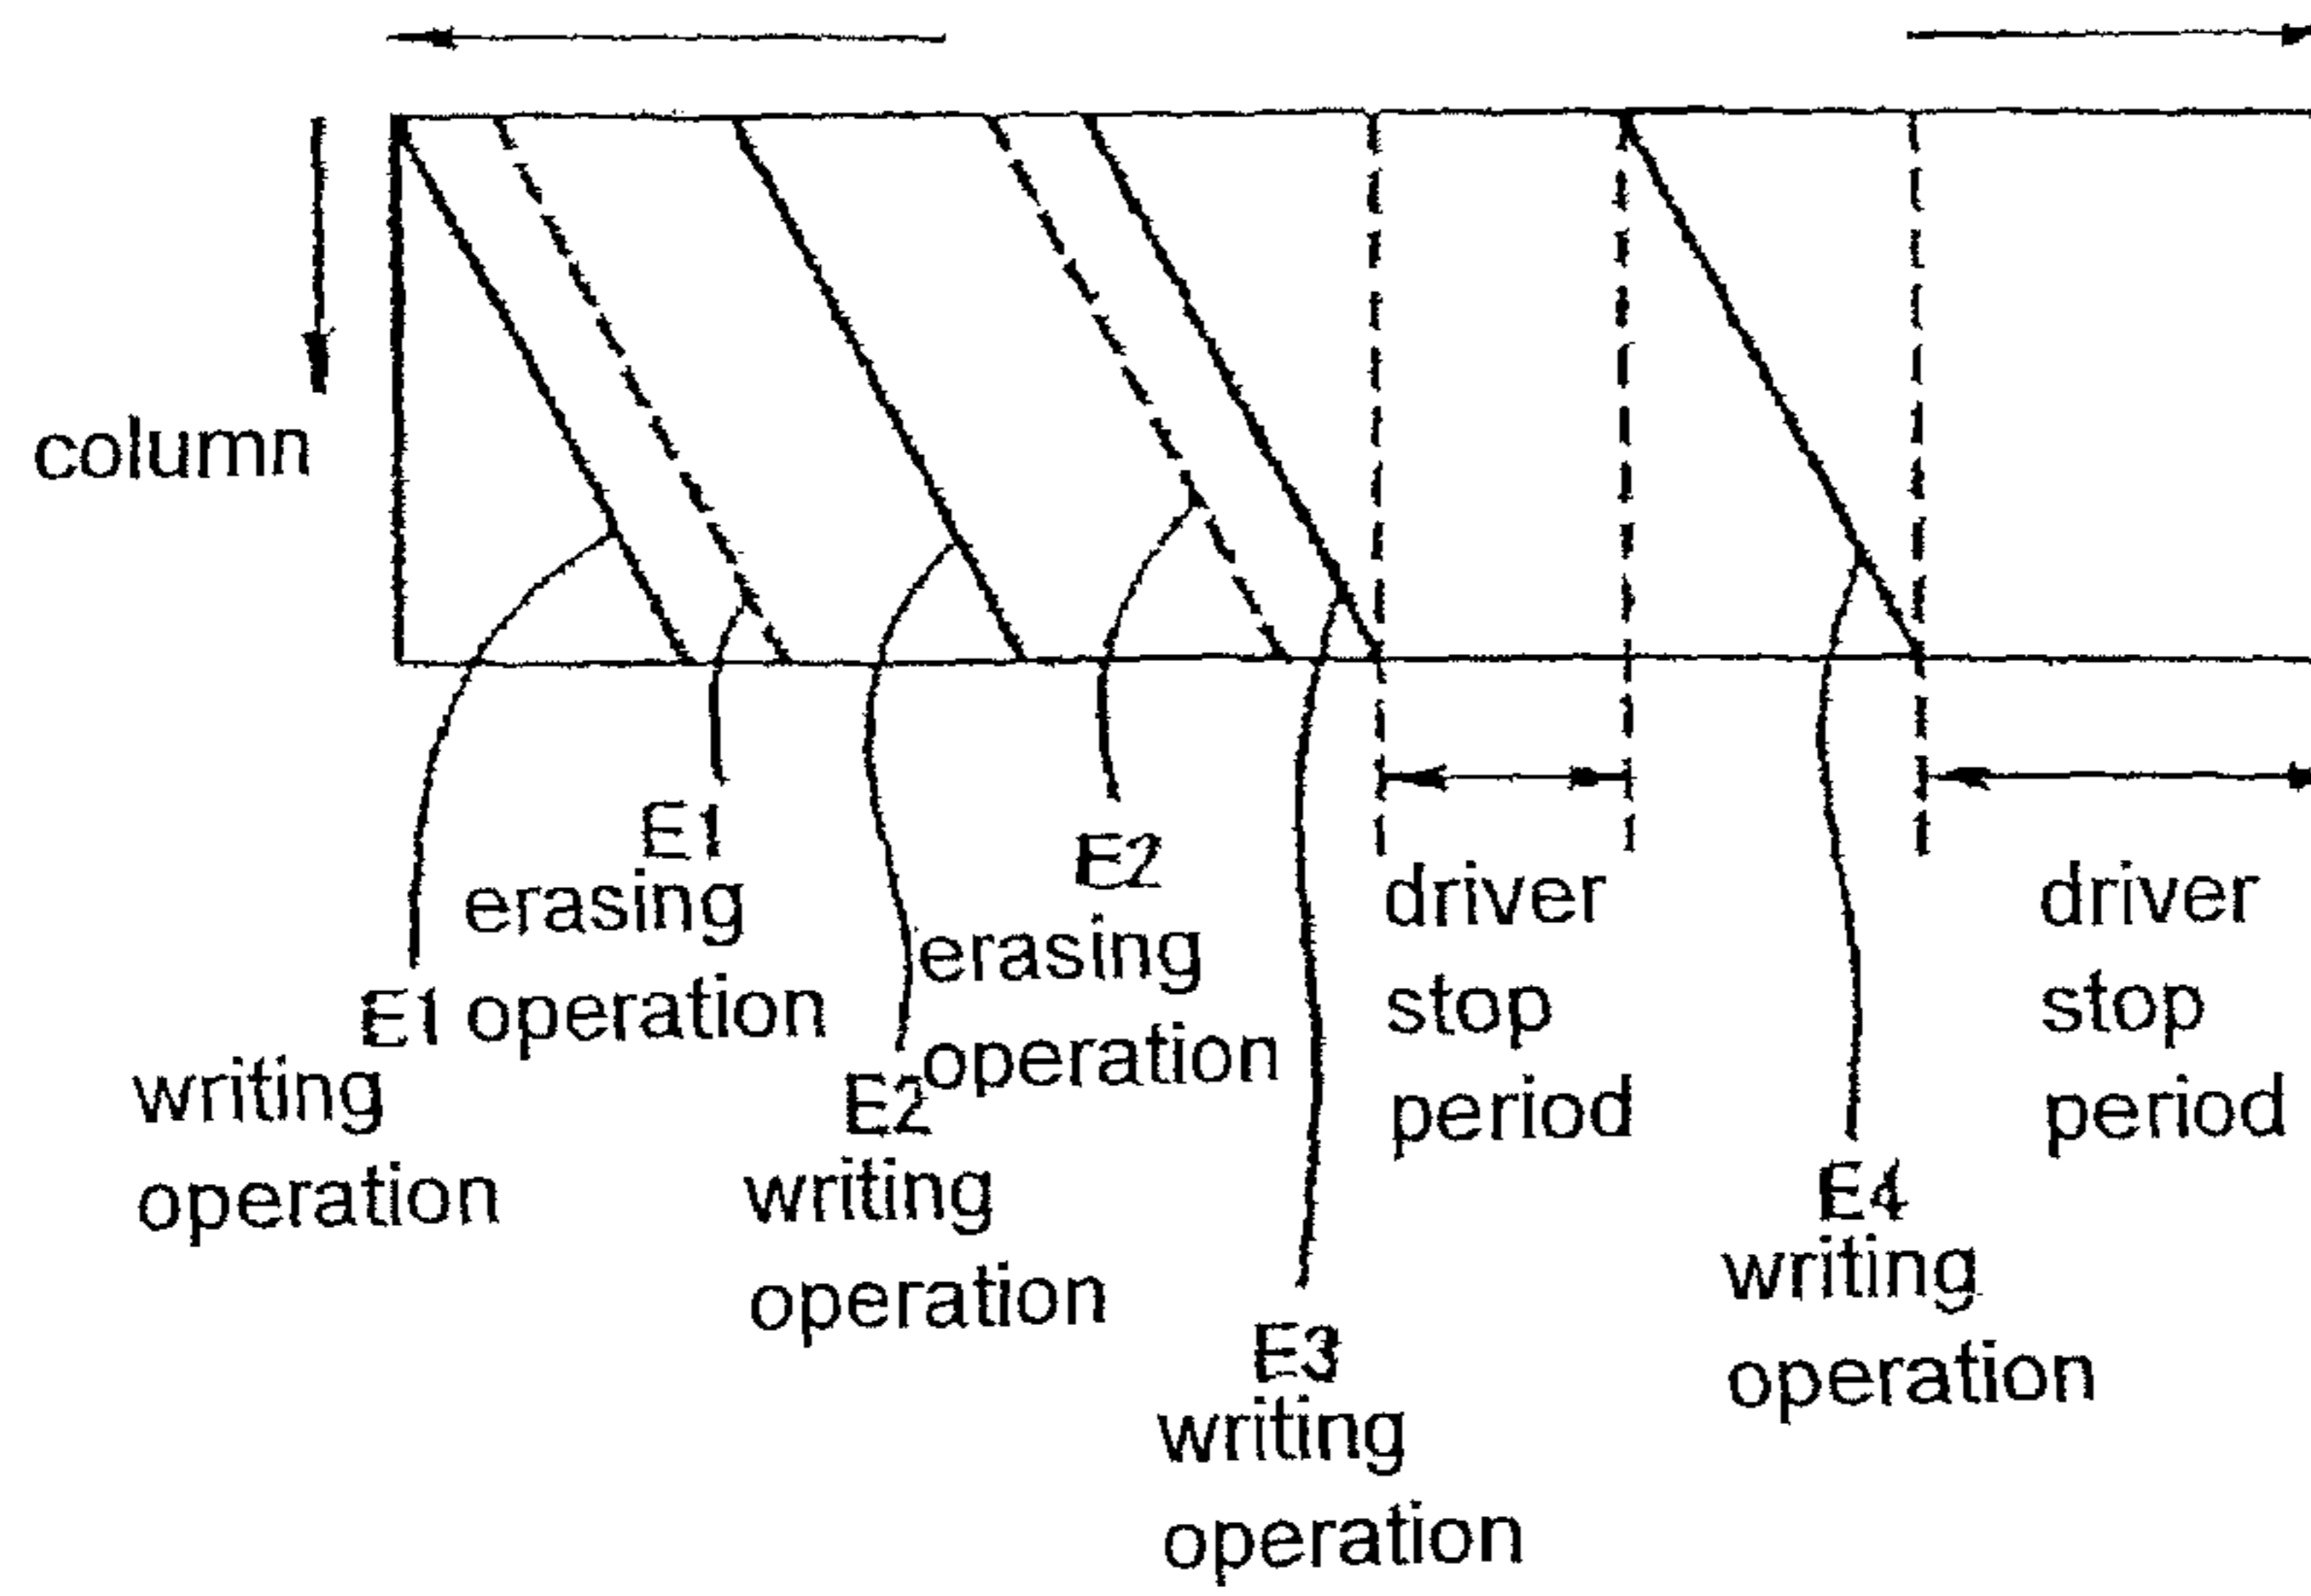 column
E1
erasing
operation
E1
writing
operation
E2
erasing
operation
E2
writing
operation
E3
writing
operation
driver
stop
period
E4
writing
operation
driver
stop
period